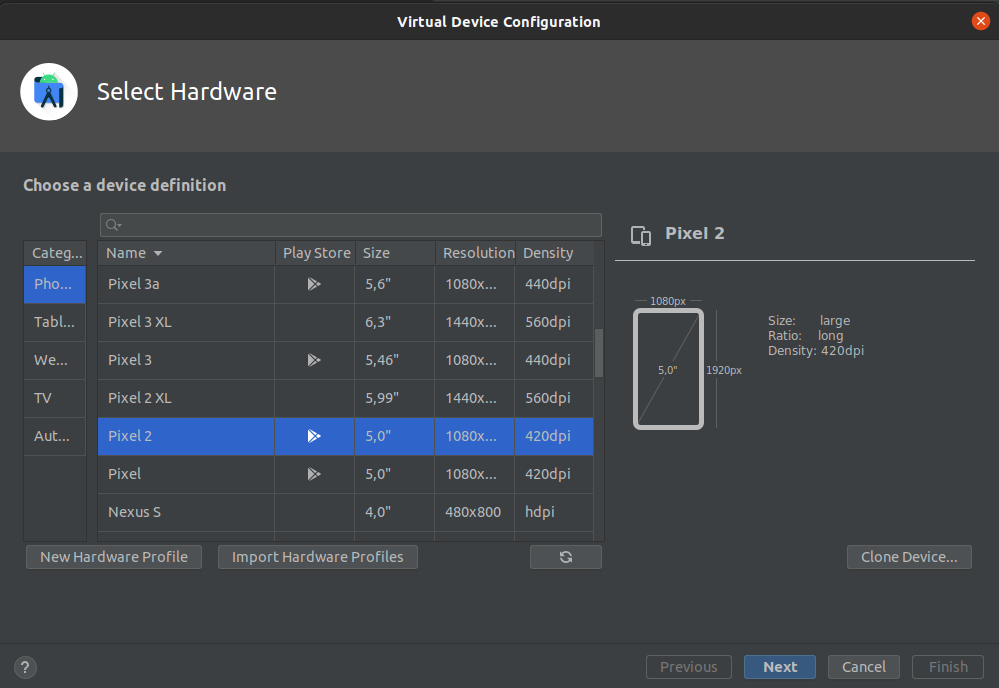 Virtual Device Configuration
Select Hardware
Choose a device definition
Categ... Name Play Store Size Resolution Density
Pho... Pixel 3a 5,6" 1080x... 440dpi
Tabl... Pixel 3 XL 6,3" 1440x... 560dpi
We... Pixel 3 5,46" 1080x... 440dpi
TV Pixel 2 XL 5,99" 1440x... 560dpi
Aut... Pixel 2 5,0" 1080x... 420dpi
Pixel 5,0" 1080x... 420dpi
Nexus S 4,0" 480x800 hdpi
Pixel 2
1080px
5,0"
1920px
Size: large
Ratio: long
Density: 420dpi
New Hardware Profile Import Hardware Profiles Clone Device...
? Previous Next Cancel Finish